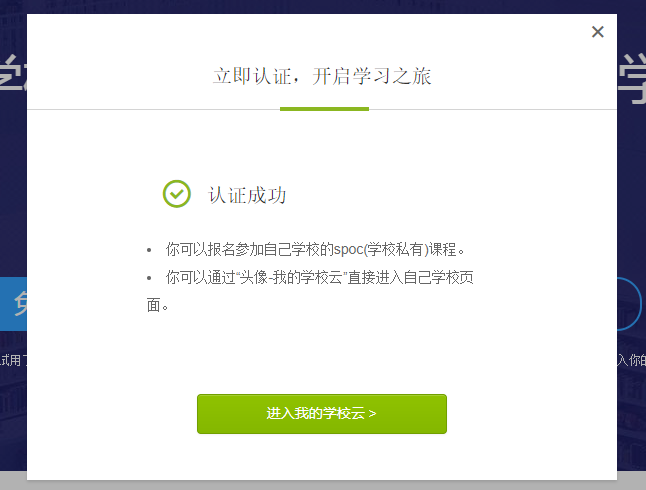 立即认证，开启学习之旅
认证成功
• 你可以报名参加自己学校的spoc(学校私有)课程。
• 你可以通过“头像-我的学校云”直接进入自己学校页
面。
进入我的学校云 >